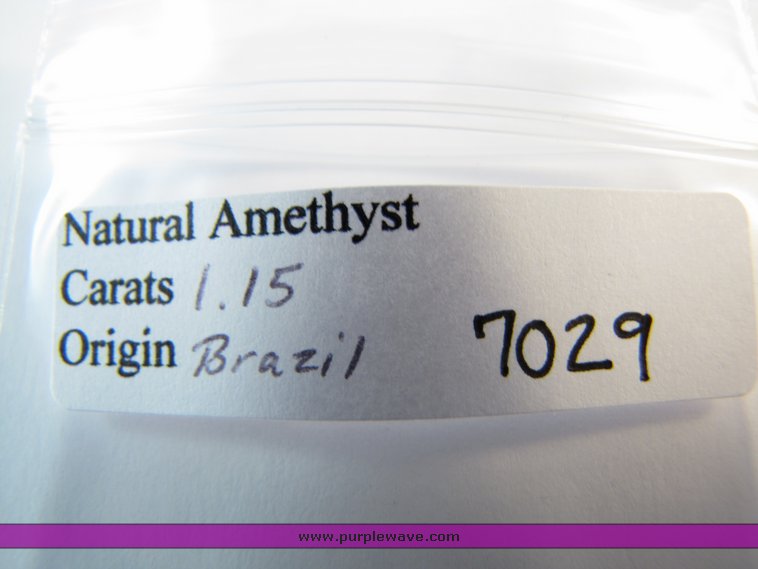 Natural Amethyst
Carats 1.15
Origin Brazil 7029
www.purplewave.com